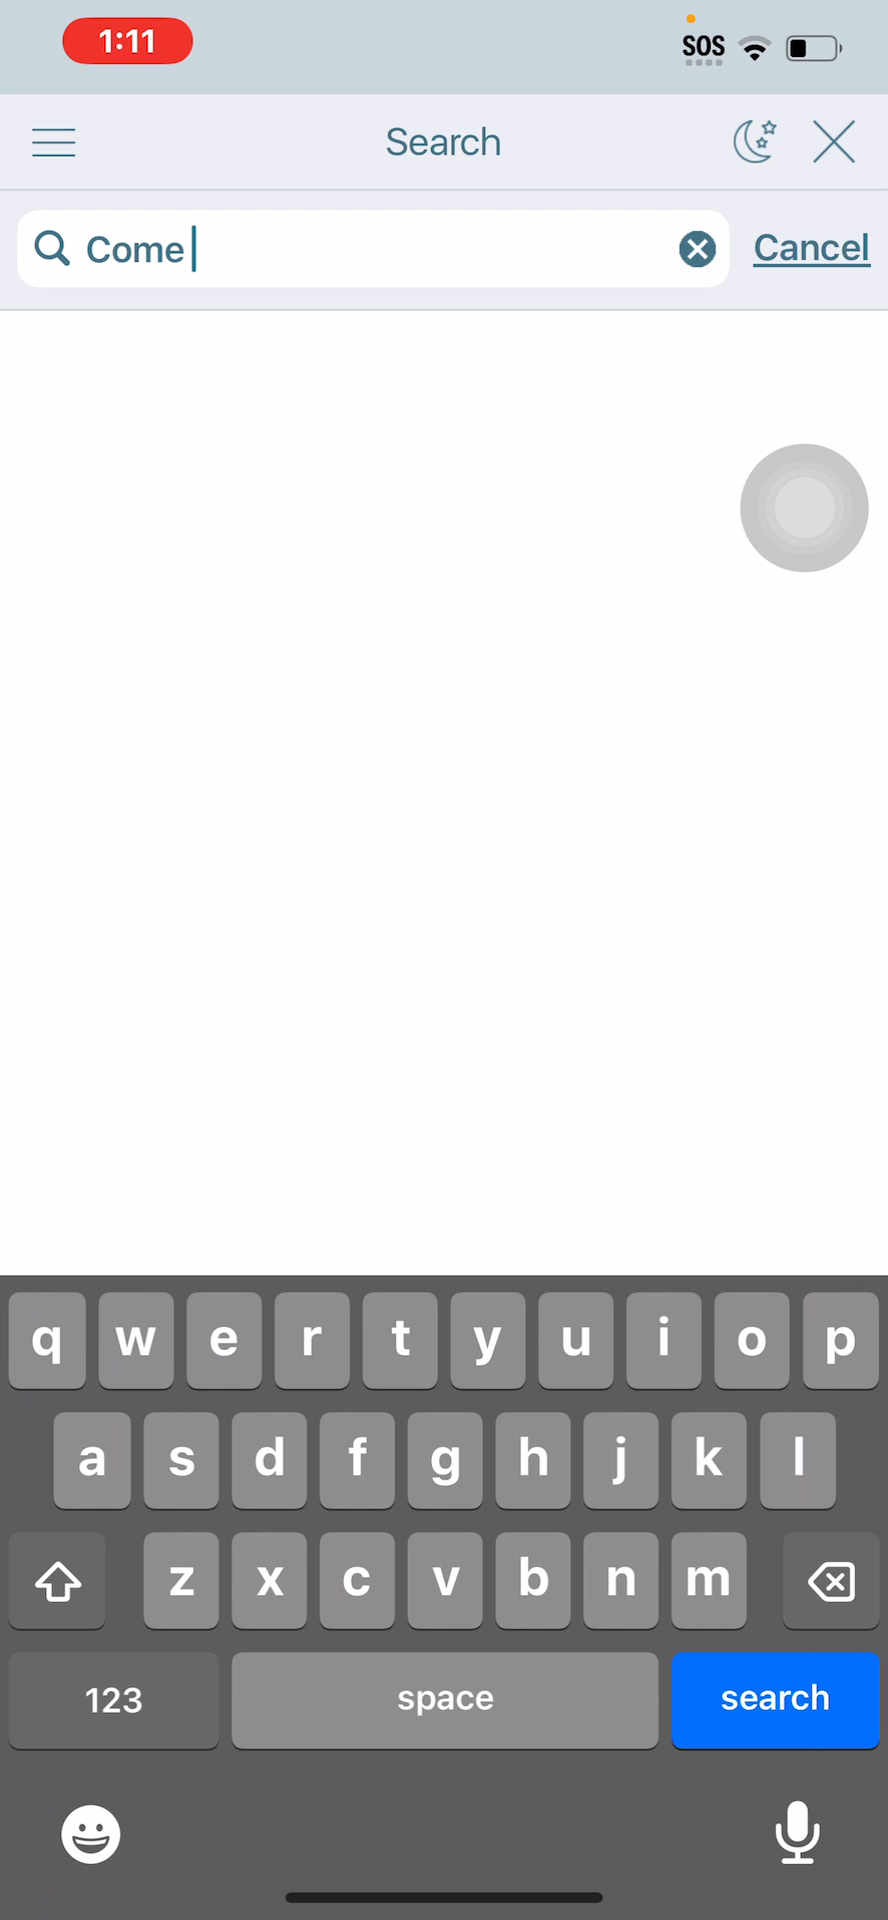 1:11
SOS
Search
Come
Cancel
q w e r t y u i o p
a s d f g h j k l
z x c v b n m
123 space search